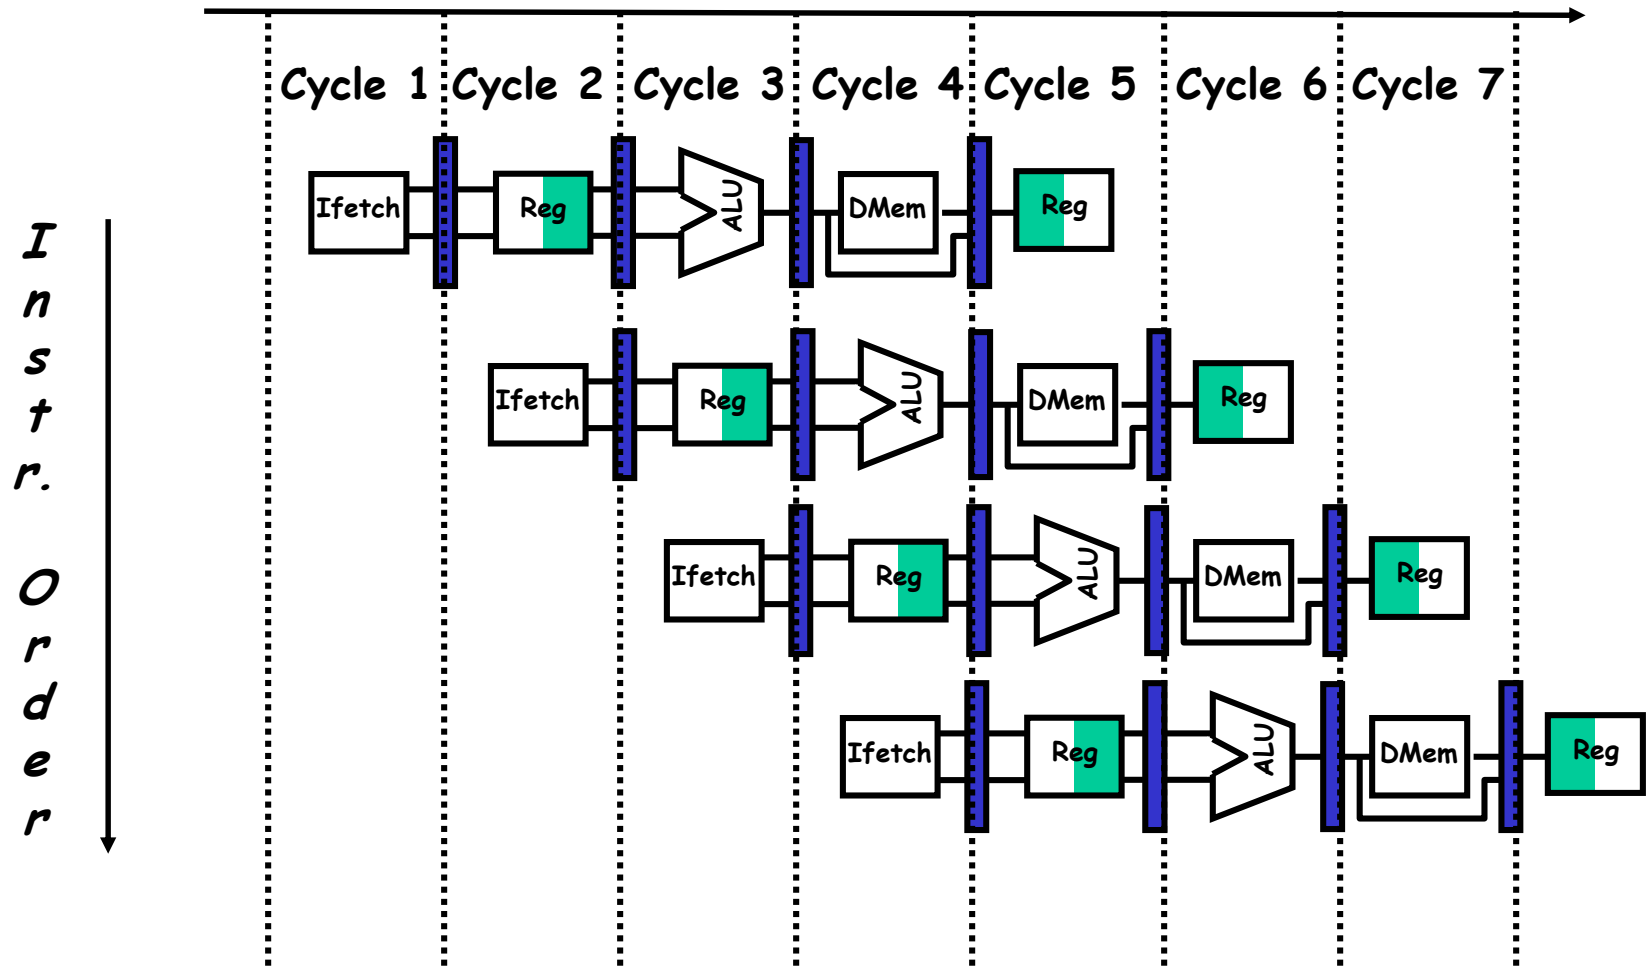 Cycle 1 Cycle 2 Cycle 3 Cycle 4 Cycle 5 Cycle 6 Cycle 7
Instr. Order
Ifetch Reg ALU DMem Reg
Ifetch Reg ALU DMem Reg
Ifetch Reg ALU DMem Reg
Ifetch Reg ALU DMem Reg